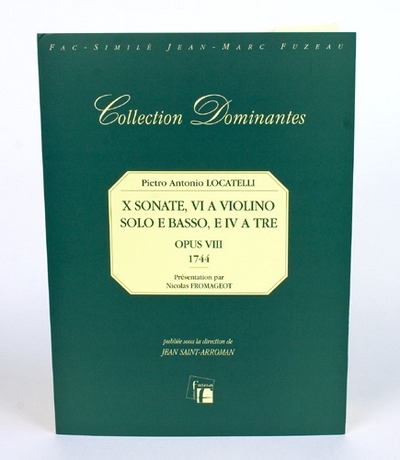 Fac-Similé Jean-Marc Fuzeau
Collection Dominantes
Pietro Antonio LOCATELLI
X SONATE, VI A VIOLINO
SOLO E BASSO, E IV A TRE
OPUS VIII
1744
Présentation par
Nicolas FROMAGEOT
publiée sous la direction de
JEAN SAINT-ARROMAN
fuzeau